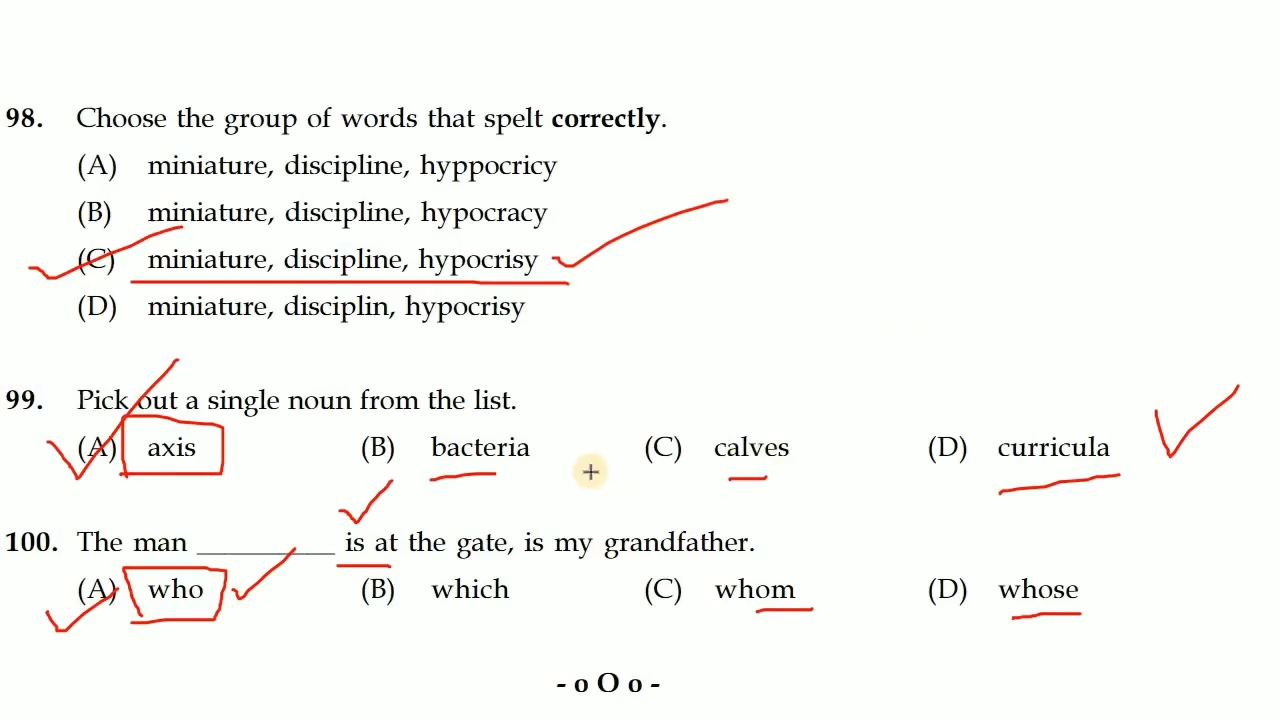 98. Choose the group of words that spelt correctly.
(A) miniature, discipline, hyppocricy
(B) miniature, discipline, hypocracy
(C) miniature, discipline, hypocrisy
(D) miniature, disciplin, hypocrisy
99. Pick out a single noun from the list.
(A) axis (B) bacteria (C) calves (D) curricula
100. The man __________ is at the gate, is my grandfather.
(A) who (B) which (C) whom (D) whose
- o O o -